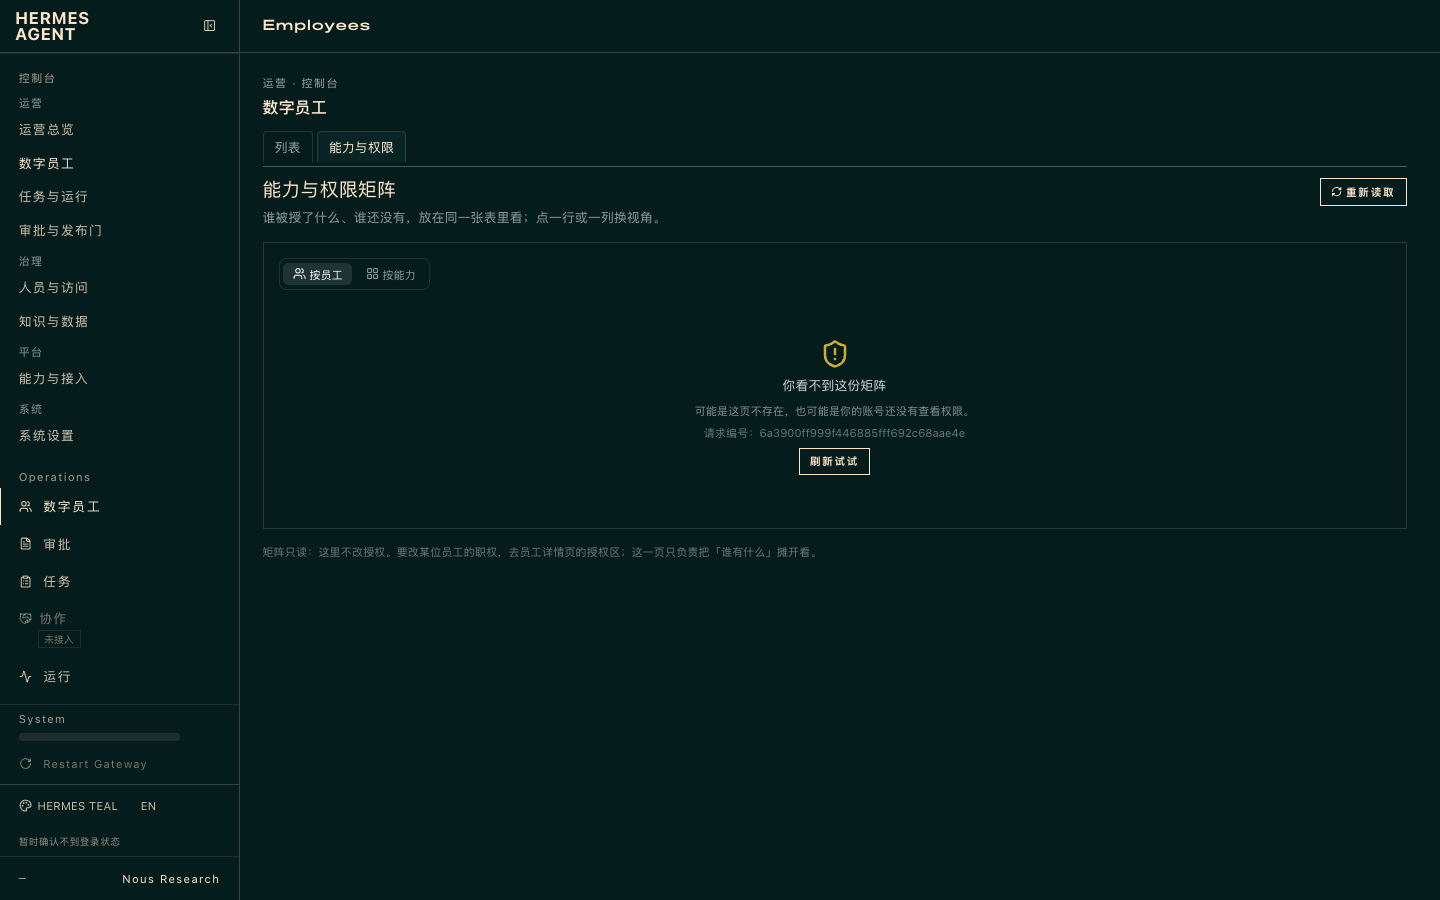 HERMES
AGENT
Employees
控制台
运营
运营总览
数字员工
任务与运行
审批与发布门
治理
人员与访问
知识与数据
平台
能力与接入
系统
系统设置
Operations
数字员工
审批
任务
协作
未接入
运行
System
Restart Gateway
HERMES TEAL EN
暂时确认不到登录状态
– Nous Research
运营 · 控制台
数字员工
列表 能力与权限
能力与权限矩阵
重新读取
谁被授了什么、谁还没有，放在同一张表里看；点一行或一列换视角。
按员工 按能力
你看不到这份矩阵
可能是这页不存在，也可能是你的账号还没有查看权限。
请求编号：6a3900ff999f446885fff692c68aae4e
刷新试试
矩阵只读：这里不改授权。要改某位员工的职权，去员工详情页的授权区；这一页只负责把「谁有什么」摊开看。